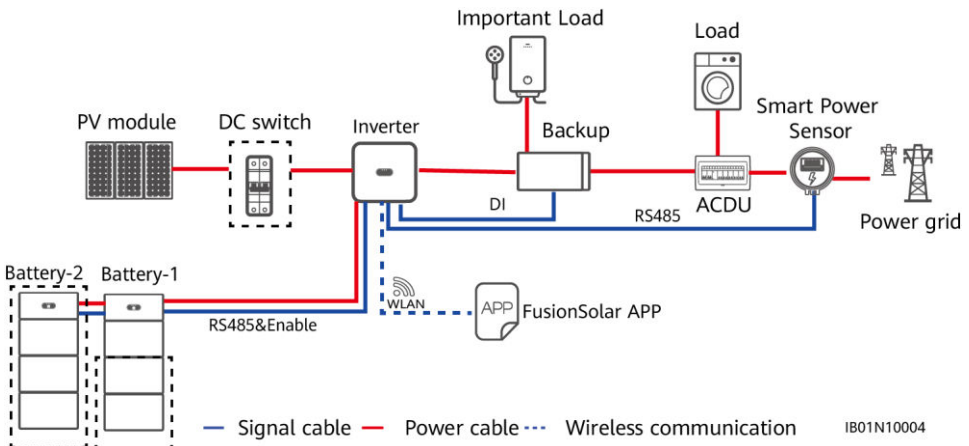 Important Load
Load
Smart Power
Sensor
PV module
DC switch
Inverter
Backup
DI
RS485
ACDU
Power grid
Battery-2
Battery-1
WLAN
APP
FusionSolar APP
RS485&Enable
Signal cable
Power cable
Wireless communication
IB01N10004